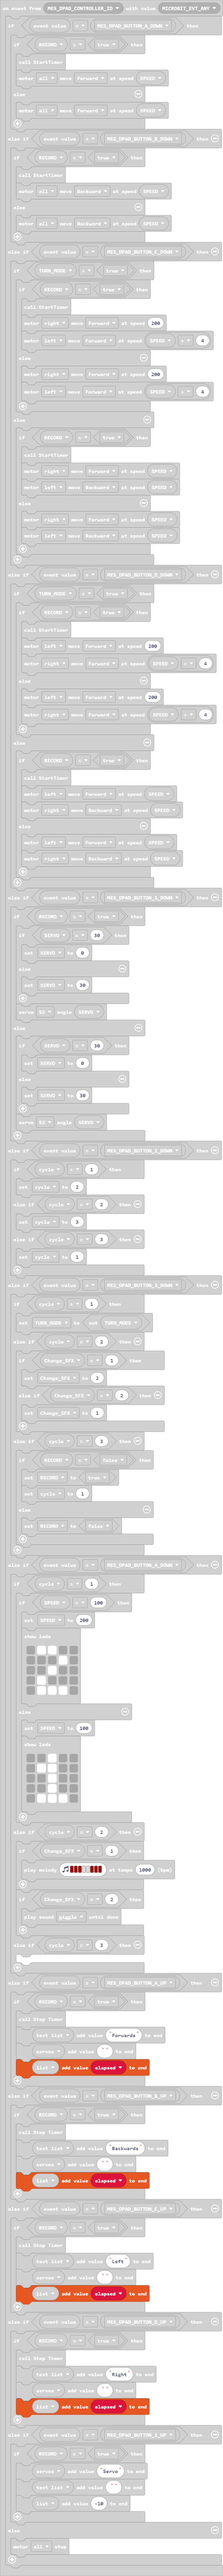 on event from MES_DPAD_CONTROLLER_ID with value MICROBIT_EVT_ANY
if event value = MES_DPAD_BUTTON_A_DOWN then
if RECORD = true then
call StartTimer
motor all move Forward at speed SPEED
else
motor all move Forward at speed SPEED
else if event value = MES_DPAD_BUTTON_B_DOWN then
if RECORD = true then
call StartTimer
motor all move Backward at speed SPEED
else
motor all move Backward at speed SPEED
else if event value = MES_DPAD_BUTTON_C_DOWN then
if TURN_MODE = true then
if RECORD = true then
call StartTimer
motor right move Forward at speed 200
motor left move Forward at speed SPEED 4
else
motor right move Forward at speed 200
motor left move Forward at speed SPEED 4
else
if RECORD = true then
call StartTimer
motor right move Forward at speed SPEED
motor left move Backward at speed SPEED
else
motor right move Forward at speed SPEED
motor left move Backward at speed SPEED
else if event value = MES_DPAD_BUTTON_D_DOWN then
if TURN_MODE = true then
if RECORD = true then
call StartTimer
motor left move Forward at speed 200
motor right move Forward at speed SPEED 4
else
motor left move Forward at speed 200
motor right move Forward at speed SPEED 4
else
if RECORD = true then
call StartTimer
motor left move Forward at speed SPEED
motor right move Backward at speed SPEED
else
motor left move Forward at speed SPEED
motor right move Backward at speed SPEED
else if event value = then
if RECORD = true then
if SERVO = 30 then
set SERVO to 0
else
set SERVO to 30
servo S2 angle SERVO
else
if SERVO = 30 then
set SERVO to 0
else
set SERVO to 30
servo S2 angle SERVO
else if event value = then
if cycle = 1 then
set cycle to 2
else if cycle = 2 then
set cycle to 3
else if cycle = 3 then
set cycle to 1
else if event value = then
if cycle = 1 then
set TURN_MODE to not TURN_MODE
else if cycle = 2 then
if Change_SFX = 1 then
set Change_SFX to 2
else if Change_SFX = 2 then
set Change_SFX to 1
else if cycle = 3 then
if RECORD = false then
set RECORD to true
set cycle to 1
else
set RECORD to false
else if event value = then
if cycle = 1 then
if SPEED = 100 then
set SPEED to 200
show leds
else
set SPEED to 100
show leds
else if cycle = 2 then
if Change_SFX = 1 then
play melody at tempo 1000 (bpm)
if Change_SFX = 2 then
play sound giggle until done
else if cycle = 3 then
else if event value = MES_DPAD_BUTTON_A_UP then
if RECORD = true then
call Stop Timer
text list add value "Forwards" to end
servos add value " " to end
list add value elapsed to end
else if event value = MES_DPAD_BUTTON_B_UP then
if RECORD = true then
call Stop Timer
text list add value "Backwards" to end
servos add value " " to end
list add value elapsed to end
else if event value = MES_DPAD_BUTTON_C_UP then
if RECORD = true then
call Stop Timer
text list add value "Left" to end
servos add value " " to end
list add value elapsed to end
else if event value = MES_DPAD_BUTTON_D_UP then
if RECORD = true then
call Stop Timer
text list add value "Right" to end
servos add value " " to end
list add value elapsed to end
else if event value = then
if RECORD = true then
servos add value "Servo" to end
text list add value " " to end
list add value -10 to end
else
motor all stop